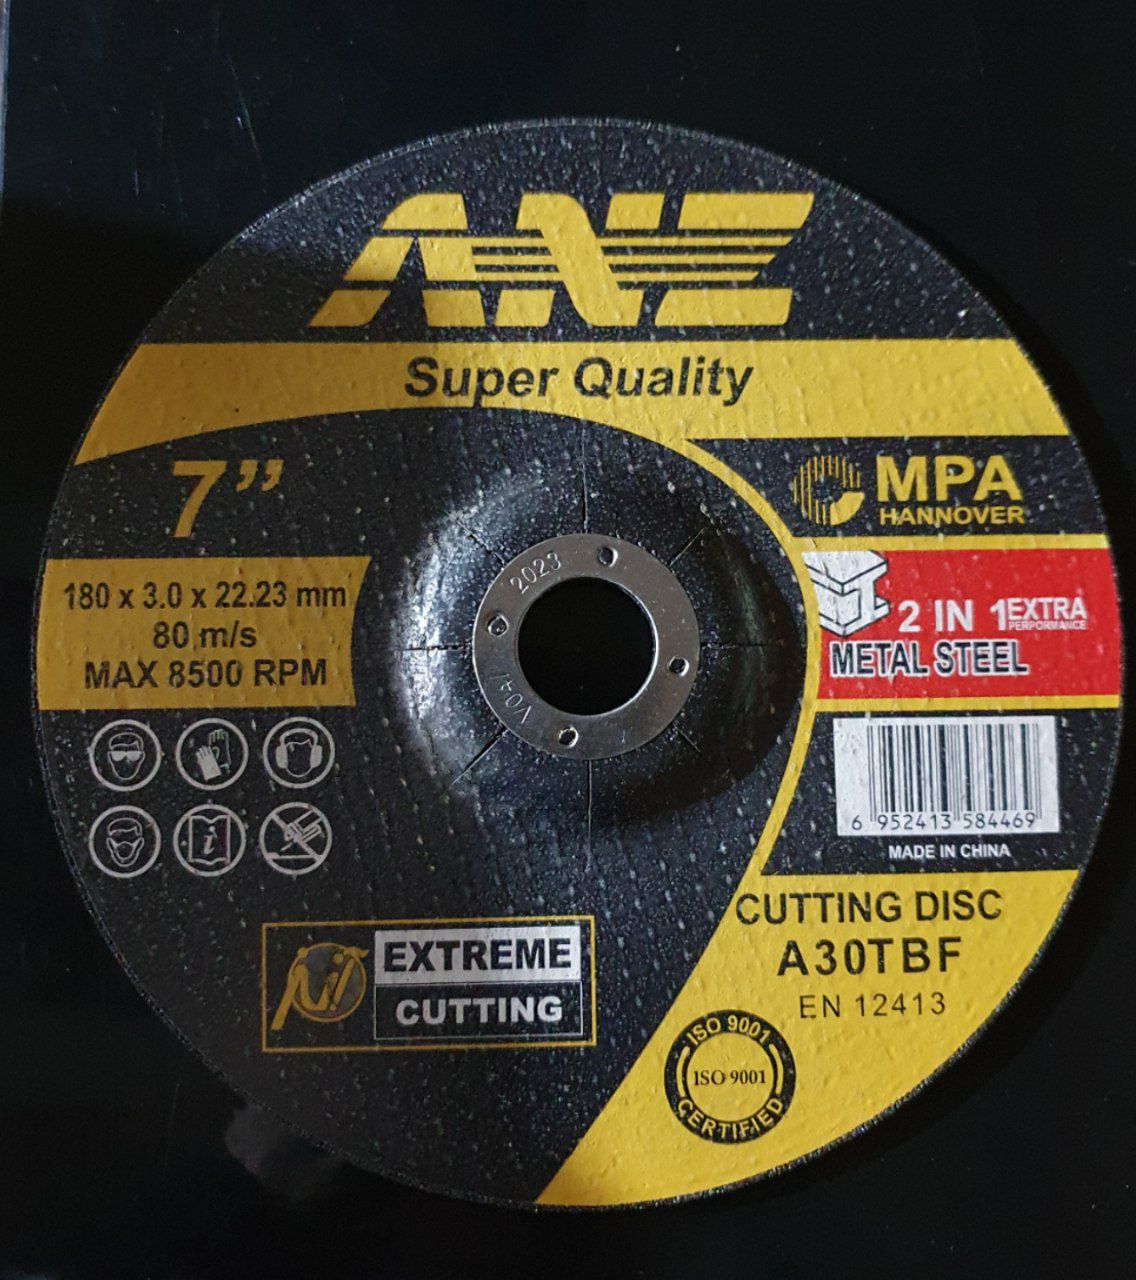 ANZ
Super Quality
7”
MPA
HANNOVER
180 x 3.0 x 22.23 mm
80 m/s
MAX 8500 RPM
2023
V04/
2 IN 1 EXTRA
PERFORMANCE
METAL STEEL
6 952413 584469
MADE IN CHINA
CUTTING DISC
A30TBF
EN 12413
EXTREME
CUTTING
ISO 9001
ISO 9001
CERTIFIED